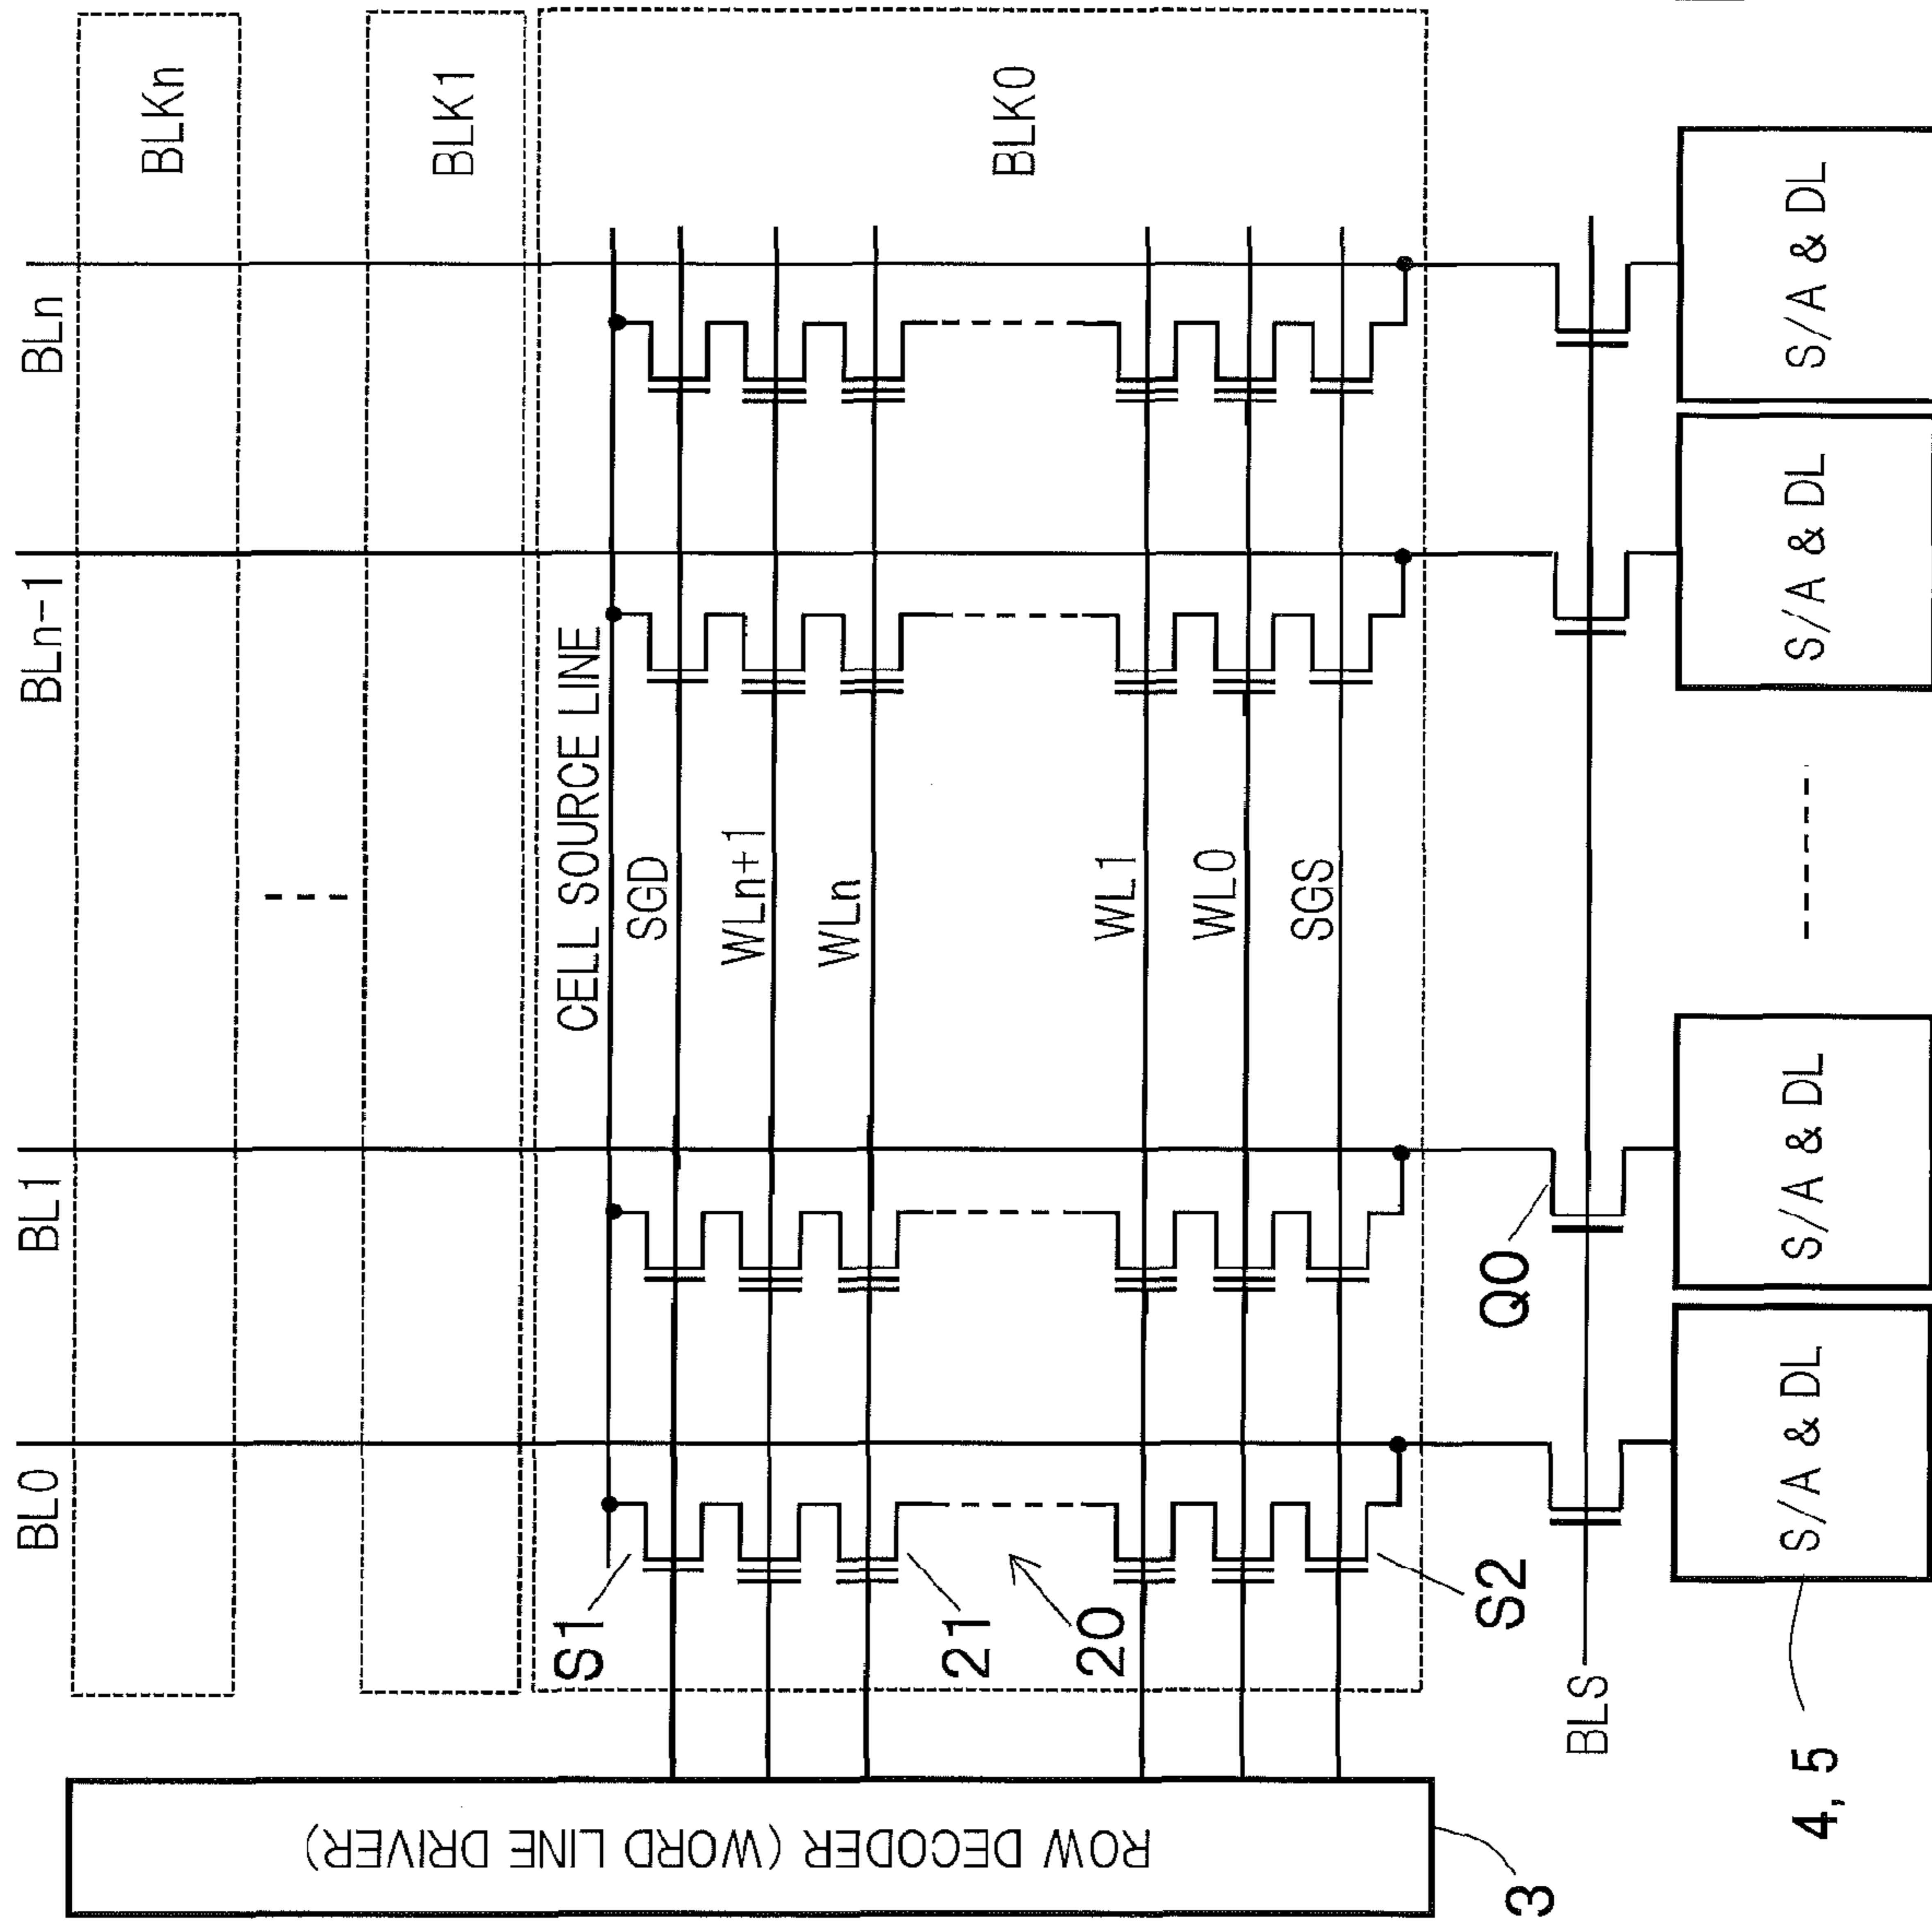 BL0
BL1
BLn-1
BLn
BLKn
BLK1
BLK0
CELL SOURCE LINE
SGD
WLn+1
WLn
WL1
WL0
SGS
S1
21
20
S2
Q0
BLS
ROW DECODER (WORD LINE DRIVER)
3
S/A & DL
S/A & DL
S/A & DL
S/A & DL
4, 5